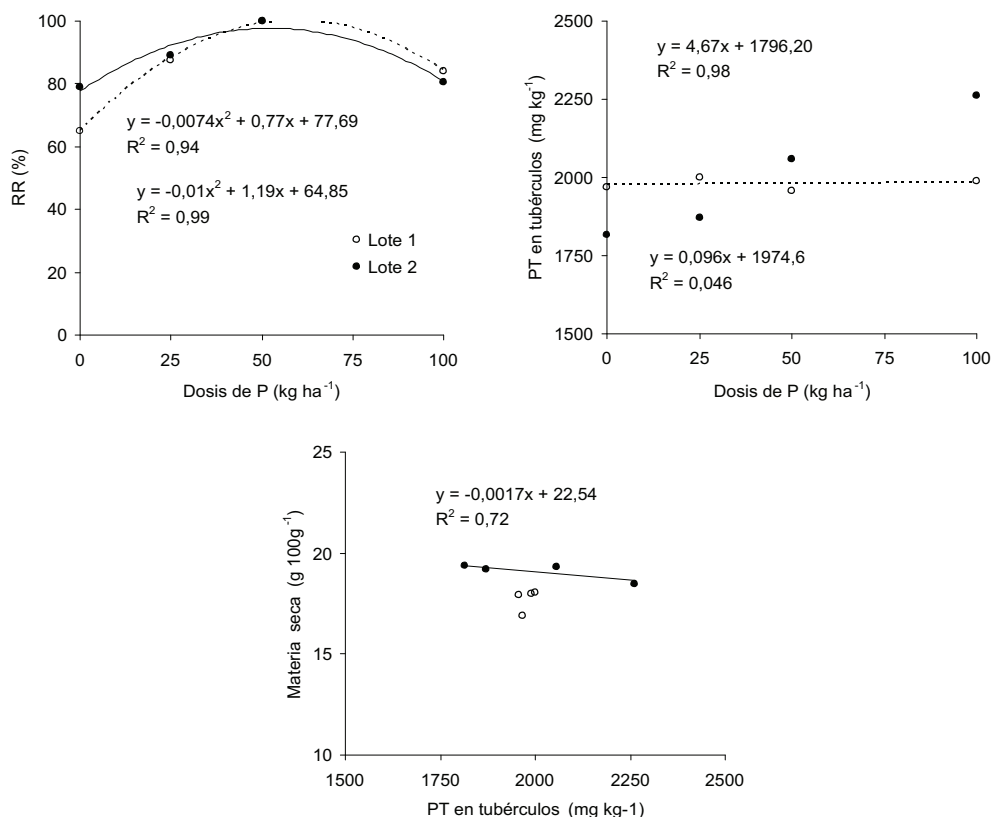 100
80
60
40
20
0
RR (%)
y = -0,0074x² + 0,77x + 77,69
R² = 0,94
y = -0,01x² + 1,19x + 64,85
R² = 0,99
Lote 1
Lote 2
0 25 50 75 100
Dosis de P (kg ha⁻¹)
2500
2250
2000
1750
1500
PT en tubérculos (mg kg⁻¹)
y = 4,67x + 1796,20
R² = 0,98
y = 0,096x + 1974,6
R² = 0,046
0 25 50 75 100
Dosis de P (kg ha⁻¹)
25
20
15
10
Materia seca (g 100g⁻¹)
y = -0,0017x + 22,54
R² = 0,72
1500 1750 2000 2250 2500
PT en tubérculos (mg kg-1)